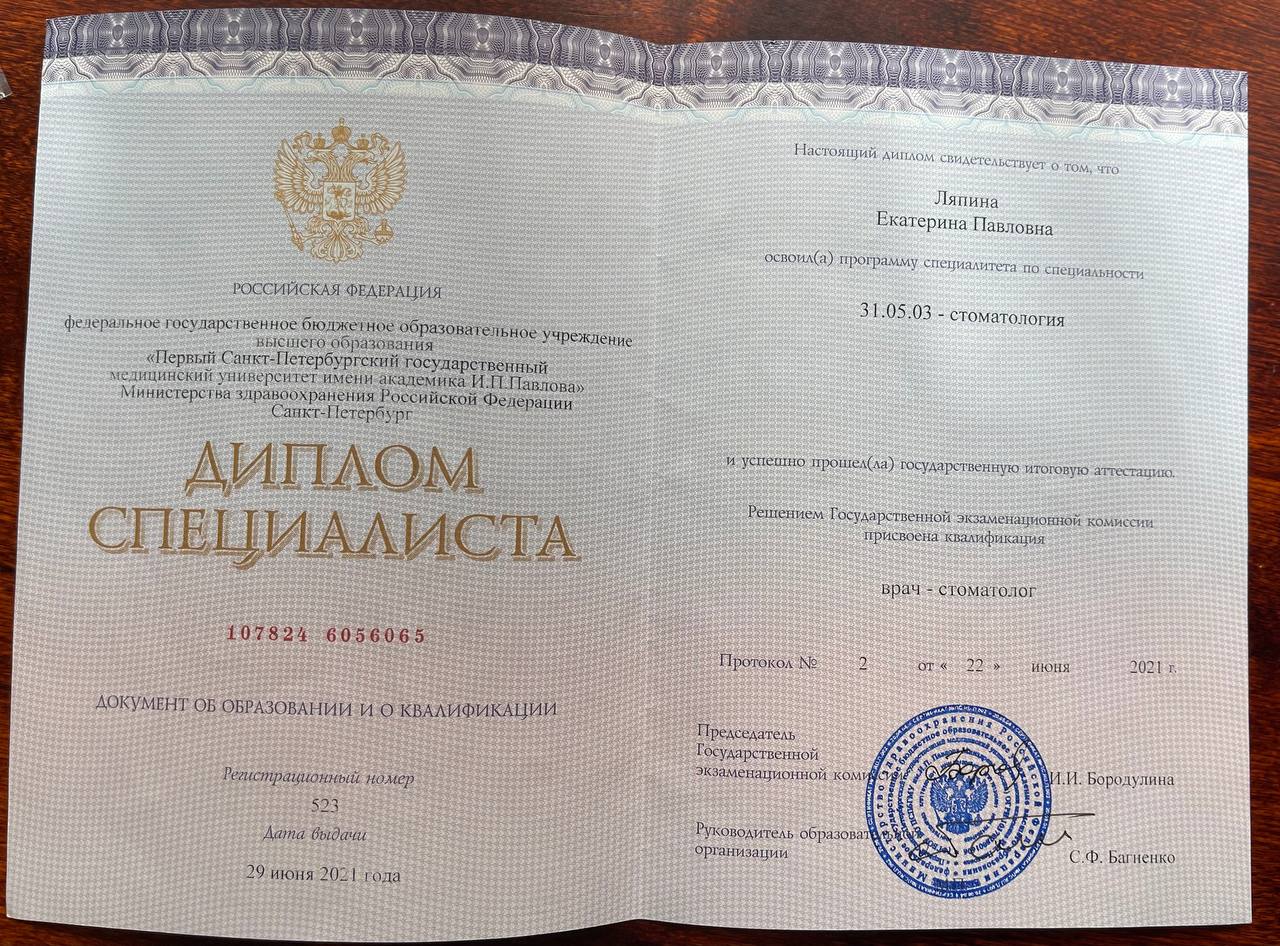 РОССИЙСКАЯ ФЕДЕРАЦИЯ
федеральное государственное бюджетное образовательное учреждение
высшего образования
«Первый Санкт-Петербургский государственный
медицинский университет имени академика И.П.Павлова»
Министерства здравоохранения Российской Федерации
Санкт-Петербург
ДИПЛОМ
СПЕЦИАЛИСТА
107824 6056065
ДОКУМЕНТ ОБ ОБРАЗОВАНИИ И О КВАЛИФИКАЦИИ
Регистрационный номер
523
Дата выдачи
29 июня 2021 года
Настоящий диплом свидетельствует о том, что
Ляпина
Екатерина Павловна
освоил(а) программу специалитета по специальности
31.05.03 - стоматология
и успешно прошел(ла) государственную итоговую аттестацию.
Решением Государственной экзаменационной комиссии
присвоена квалификация
врач - стоматолог
Протокол № 2 от « 22 » июня 2021 г.
Председатель
Государственной
экзаменационной комиссии И.И. Бородулина
Руководитель образовательной
организации С.Ф. Багненко
Министерство здравоохранения Российской Федерации